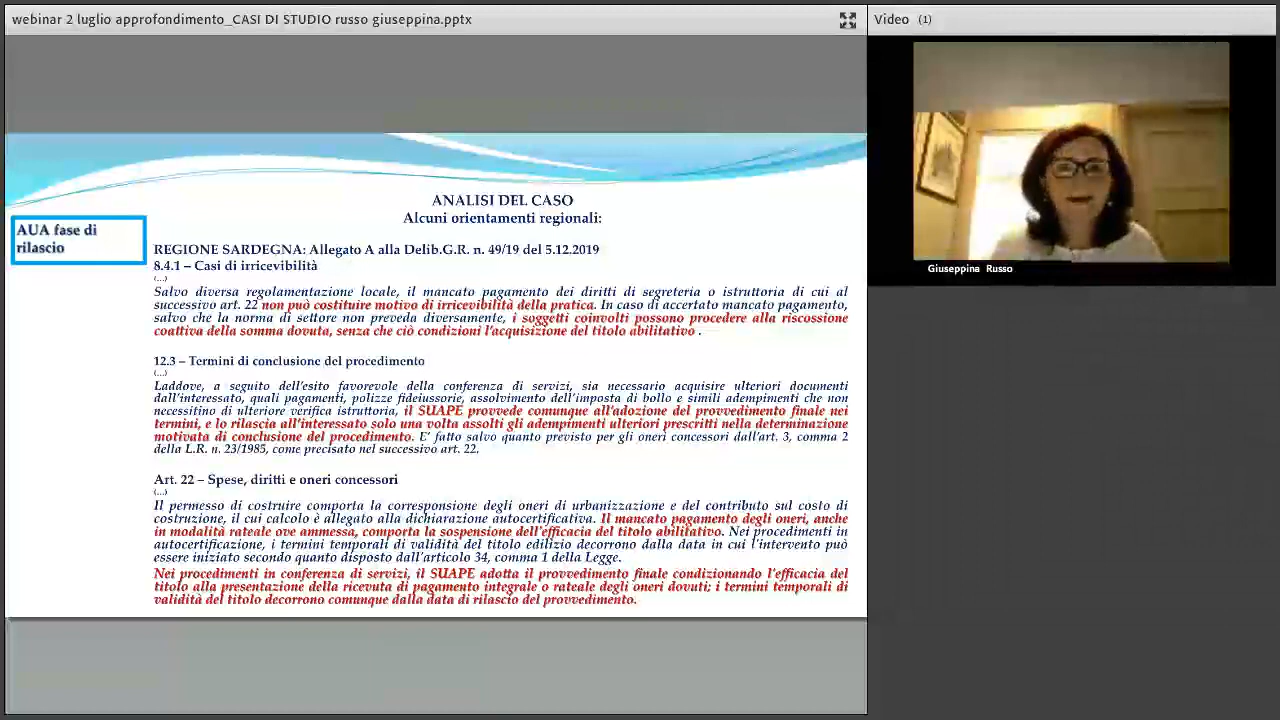 webinar 2 luglio approfondimento_CASI DI STUDIO russo giuseppina.pptx
Video (1)
Giuseppina Russo
AUA fase di
rilascio
ANALISI DEL CASO
Alcuni orientamenti regionali:
REGIONE SARDEGNA: Allegato A alla Delib.G.R. n. 49/19 del 5.12.2019
8.4.1 – Casi di irricevibilità
(...)
Salvo diversa regolamentazione locale, il mancato pagamento dei diritti di segreteria o istruttoria di cui al
successivo art. 22 non può costituire motivo di irricevibilità della pratica. In caso di accertato mancato pagamento,
salvo che la norma di settore non preveda diversamente, i soggetti coinvolti possono procedere alla riscossione
coattiva della somma dovuta, senza che ciò condizioni l'acquisizione del titolo abilitativo .
12.3 – Termini di conclusione del procedimento
(...)
Laddove, a seguito dell'esito favorevole della conferenza di servizi, sia necessario acquisire ulteriori documenti
dall'interessato, quali pagamenti, polizze fideiussorie, assolvimento dell'imposta di bollo e simili adempimenti che non
necessitino di ulteriore verifica istruttoria, il SUAPE provvede comunque all'adozione del provvedimento finale nei
termini, e lo rilascia all'interessato solo una volta assolti gli adempimenti ulteriori prescritti nella determinazione
motivata di conclusione del procedimento. E' fatto salvo quanto previsto per gli oneri concessori dall'art. 3, comma 2
della L.R. n. 23/1985, come precisato nel successivo art. 22.
Art. 22 – Spese, diritti e oneri concessori
(...)
Il permesso di costruire comporta la corresponsione degli oneri di urbanizzazione e del contributo sul costo di
costruzione, il cui calcolo è allegato alla dichiarazione autocertificativa. Il mancato pagamento degli oneri, anche
in modalità rateale ove ammessa, comporta la sospensione dell'efficacia del titolo abilitativo. Nei procedimenti in
autocertificazione, i termini temporali di validità del titolo edilizio decorrono dalla data in cui l'intervento può
essere iniziato secondo quanto disposto dall'articolo 34, comma 1 della Legge.
Nei procedimenti in conferenza di servizi, il SUAPE adotta il provvedimento finale condizionando l'efficacia del
titolo alla presentazione della ricevuta di pagamento integrale o rateale degli oneri dovuti; i termini temporali di
validità del titolo decorrono comunque dalla data di rilascio del provvedimento.